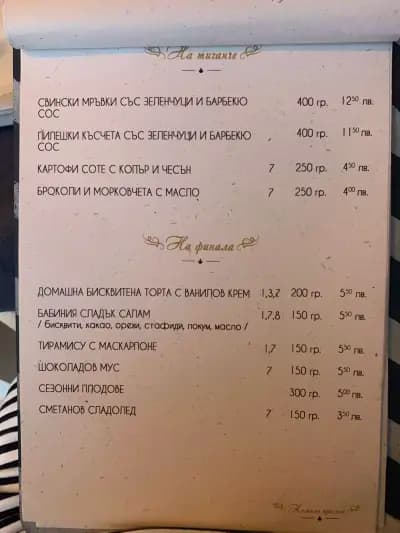 На тиганче
СВИНСКИ МРЪВКИ СЪС ЗЕЛЕНЧУЦИ И БАРБЕКЮ 400 гр. 12⁵⁰ лв.
СОС
ПИЛЕШКИ КЪСЧЕТА СЪС ЗЕЛЕНЧУЦИ И БАРБЕКЮ 400 гр. 11⁵⁰ лв.
СОС
КАРТОФИ СОТЕ С КОПЪР И ЧЕСЪН 7 250 гр. 4⁵⁰ лв.
БРОКОЛИ И МОРКОВЧЕТА С МАСЛО 7 250 гр. 4⁰⁰ лв.
На финала
ДОМАШНА БИСКВИТЕНА ТОРТА С ВАНИЛОВ КРЕМ 1,3,7 200 гр. 5⁵⁰ лв.
БАБИНИЯ СЛАДЪК САЛАМ 1,7,8 150 гр. 5⁵⁰ лв.
/ бисквити, какао, орехи, стафиди, локум, масло /
ТИРАМИСУ С МАСКАРПОНЕ 1,7 150 гр. 5⁵⁰ лв.
ШОКОЛАДОВ МУС 7 150 гр. 5⁵⁰ лв.
СЕЗОННИ ПЛОДОВЕ 300 гр. 5⁰⁰ лв.
СМЕТАНОВ СЛАДОЛЕД 7 150 гр. 3⁵⁰ лв.